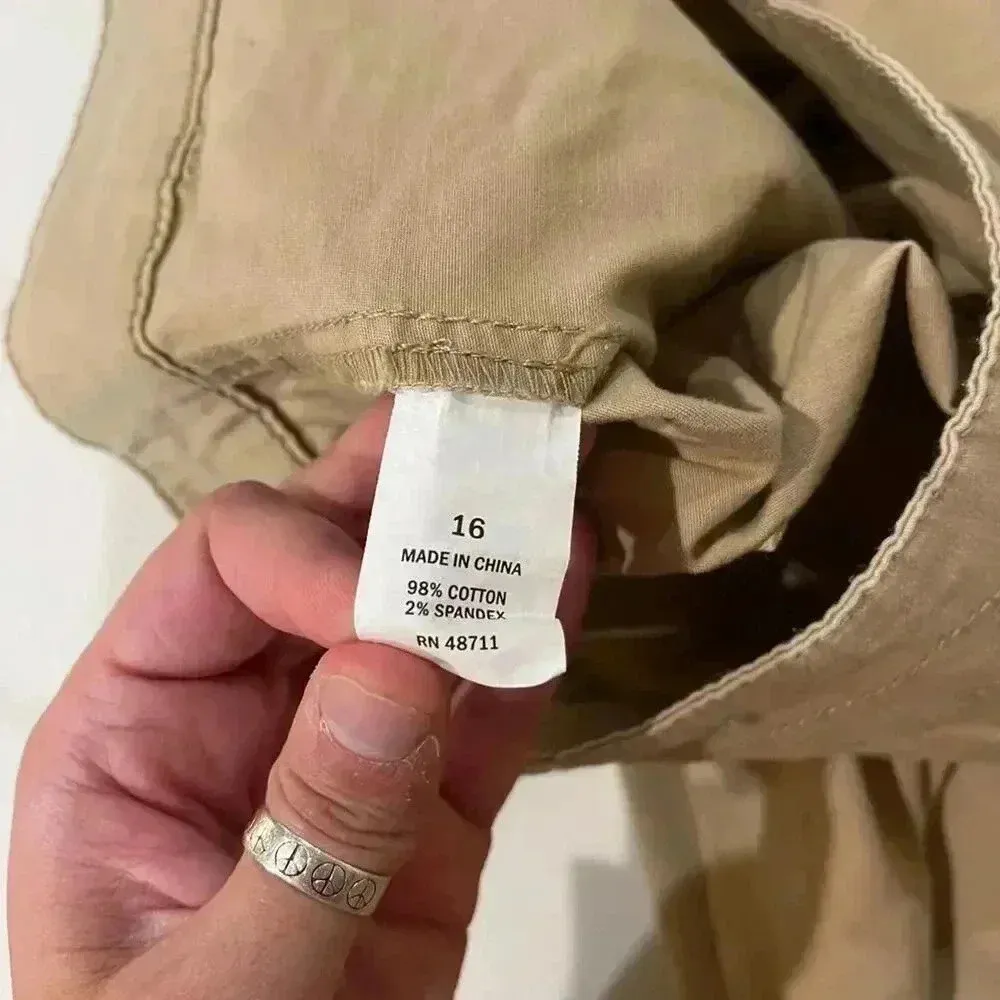 16
MADE IN CHINA
98% COTTON
2% SPANDEX
RN 48711